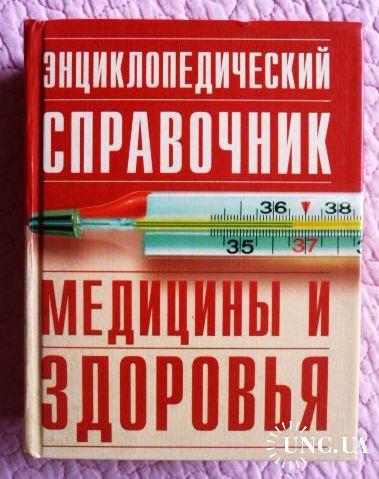 ЭНЦИКЛОПЕДИЧЕСКИЙ
СПРАВОЧНИК
36 38
35 37
МЕДИЦИНЫ И
ЗДОРОВЬЯ
UNC.UA